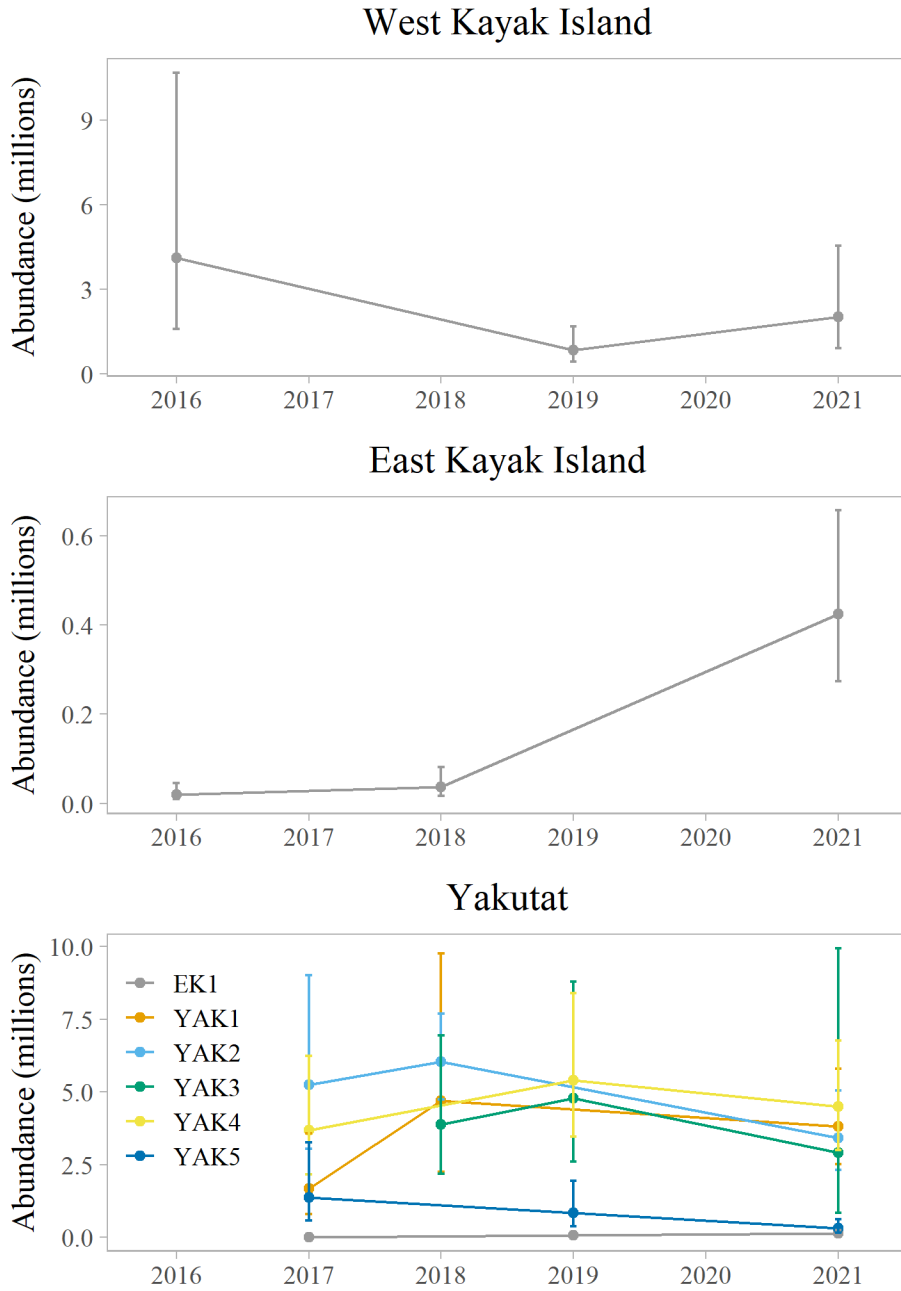 West Kayak Island
Abundance (millions)
9
6
3
0
2016 2017 2018 2019 2020 2021
East Kayak Island
Abundance (millions)
0.6
0.4
0.2
0.0
2016 2017 2018 2019 2020 2021
Yakutat
Abundance (millions)
10.0
7.5
5.0
2.5
0.0
EK1
YAK1
YAK2
YAK3
YAK4
YAK5
2016 2017 2018 2019 2020 2021